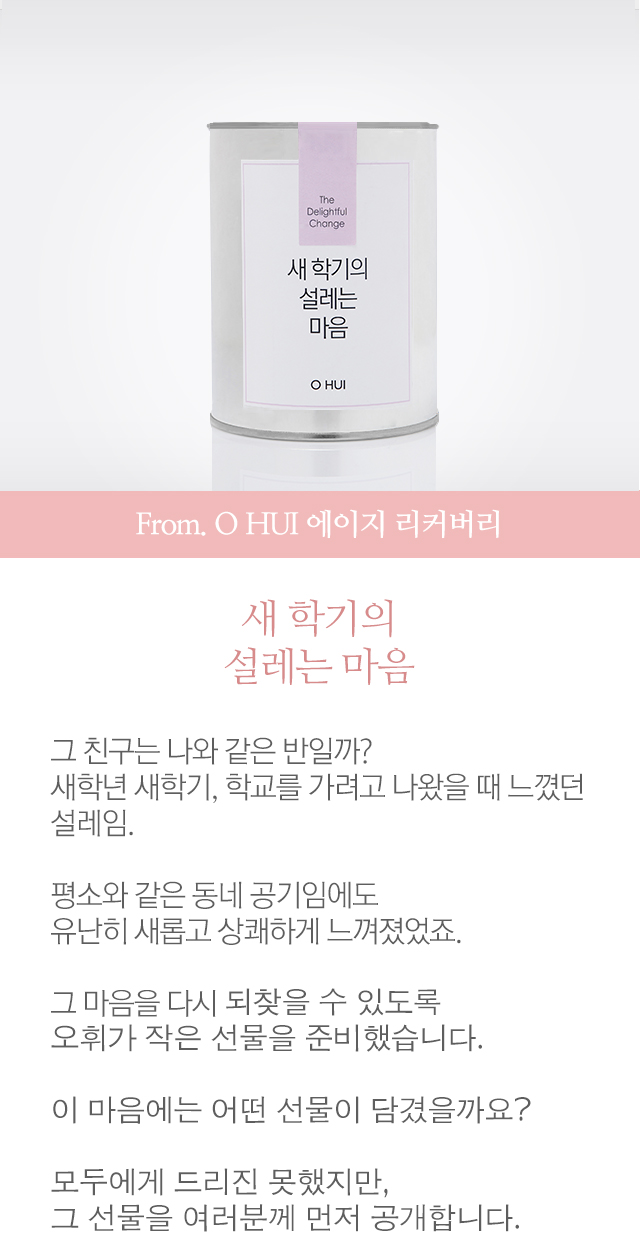 The
Delightful
Change
새 학기의
설레는
마음
O HUI
From. O HUI 에이지 리커버리
새 학기의
설레는 마음
그 친구는 나와 같은 반일까?
새학년 새학기, 학교를 가려고 나왔을 때 느꼈던
설레임.
평소와 같은 동네 공기임에도
유난히 새롭고 상쾌하게 느껴졌었죠.
그 마음을 다시 되찾을 수 있도록
오휘가 작은 선물을 준비했습니다.
이 마음에는 어떤 선물이 담겼을까요?
모두에게 드리진 못했지만,
그 선물을 여러분께 먼저 공개합니다.